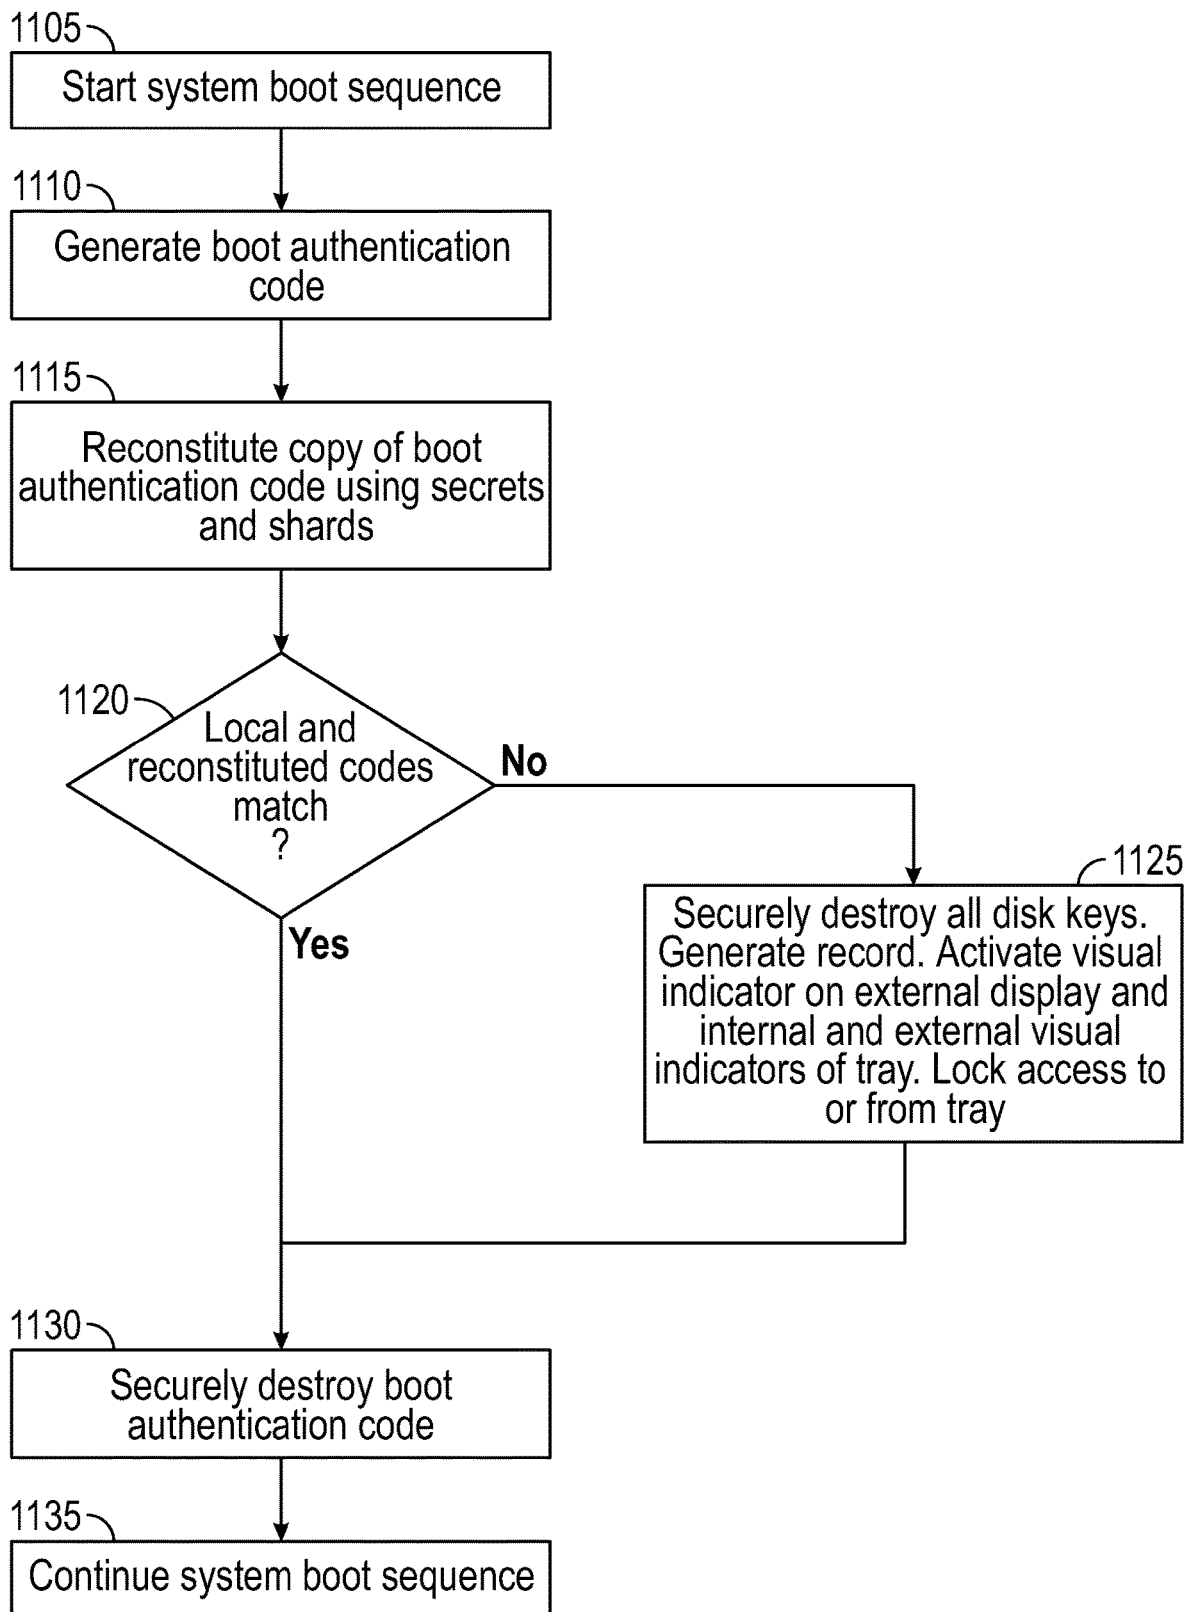 1105
Start system boot sequence
1110
Generate boot authentication
code
1115
Reconstitute copy of boot
authentication code using secrets
and shards
1120
Local and
reconstituted codes
match
?
No
Yes
1125
Securely destroy all disk keys.
Generate record. Activate visual
indicator on external display and
internal and external visual
indicators of tray. Lock access to
or from tray
1130
Securely destroy boot
authentication code
1135
Continue system boot sequence